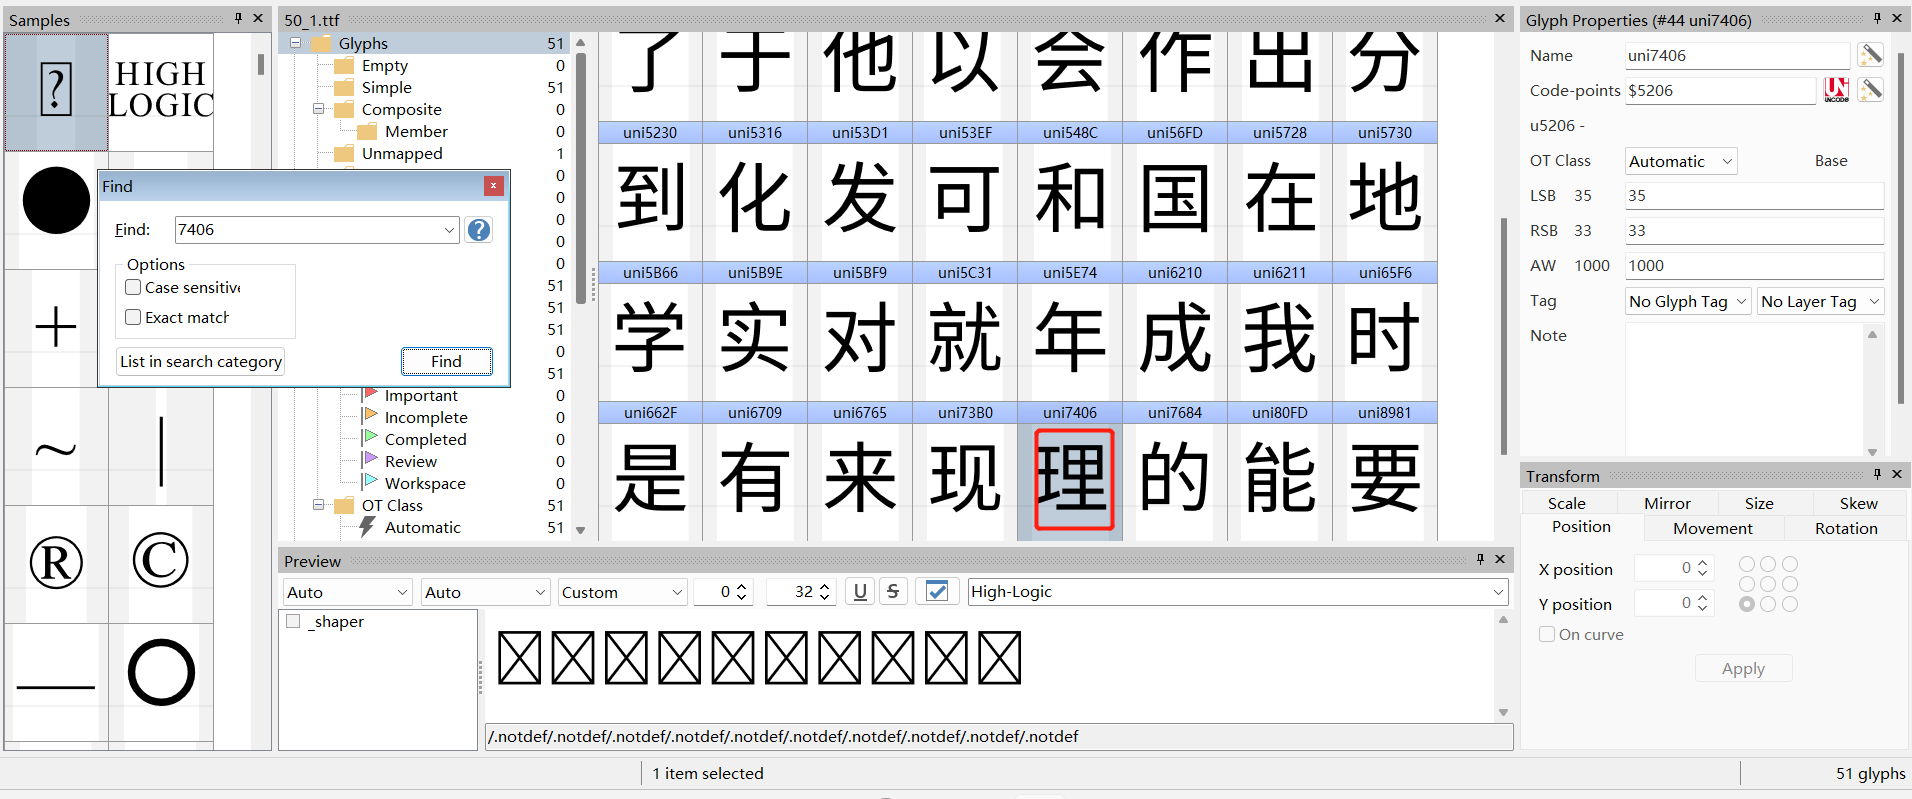 Samples
HIGH
LOGIC
+
~
|
®
©
50_1.ttf
Glyphs 51
Empty 0
Simple 51
Composite 0
Member 0
Unmapped 1
0
0
0
0
0
51
51
51
0
51
Important 0
Incomplete 0
Completed 0
Review 0
Workspace 0
OT Class 51
Automatic 51
Find
Find: 7406
Options
Case sensitive
Exact match
List in search category
Find
了 于 他 以 会 作 出 分
uni5230 uni5316 uni53D1 uni53EF uni548C uni56FD uni5728 uni5730
到 化 发 可 和 国 在 地
uni5B66 uni5B9E uni5BF9 uni5C31 uni5E74 uni6210 uni6211 uni65F6
学 实 对 就 年 成 我 时
uni662F uni6709 uni6765 uni73B0 uni7406 uni7684 uni80FD uni8981
是 有 来 现 理 的 能 要
Preview
Auto Auto Custom 0 32 U S High-Logic
_shaper
/.notdef/.notdef/.notdef/.notdef/.notdef/.notdef/.notdef/.notdef/.notdef/.notdef
Glyph Properties (#44 uni7406)
Name uni7406
Code-points $5206
u5206 -
OT Class Automatic Base
LSB 35 35
RSB 33 33
AW 1000 1000
Tag No Glyph Tag No Layer Tag
Note
Transform
Scale Mirror Size Skew
Position Movement Rotation
X position 0
Y position 0
On curve
Apply
1 item selected
51 glyphs